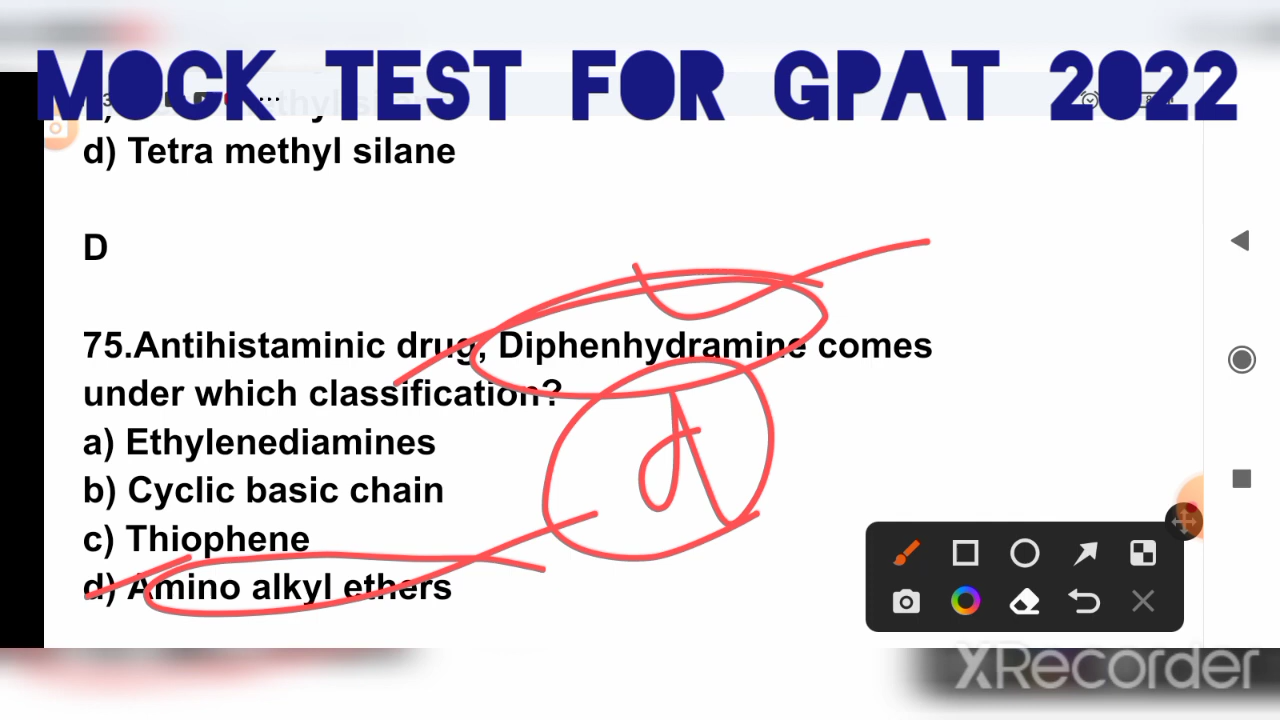 MOCK TEST FOR GPAT 2022
d) Tetra methyl silane
D
75.Antihistaminic drug, Diphenhydramine comes
under which classification?
a) Ethylenediamines
b) Cyclic basic chain
c) Thiophene
d) Amino alkyl ethers
d
XRecorder